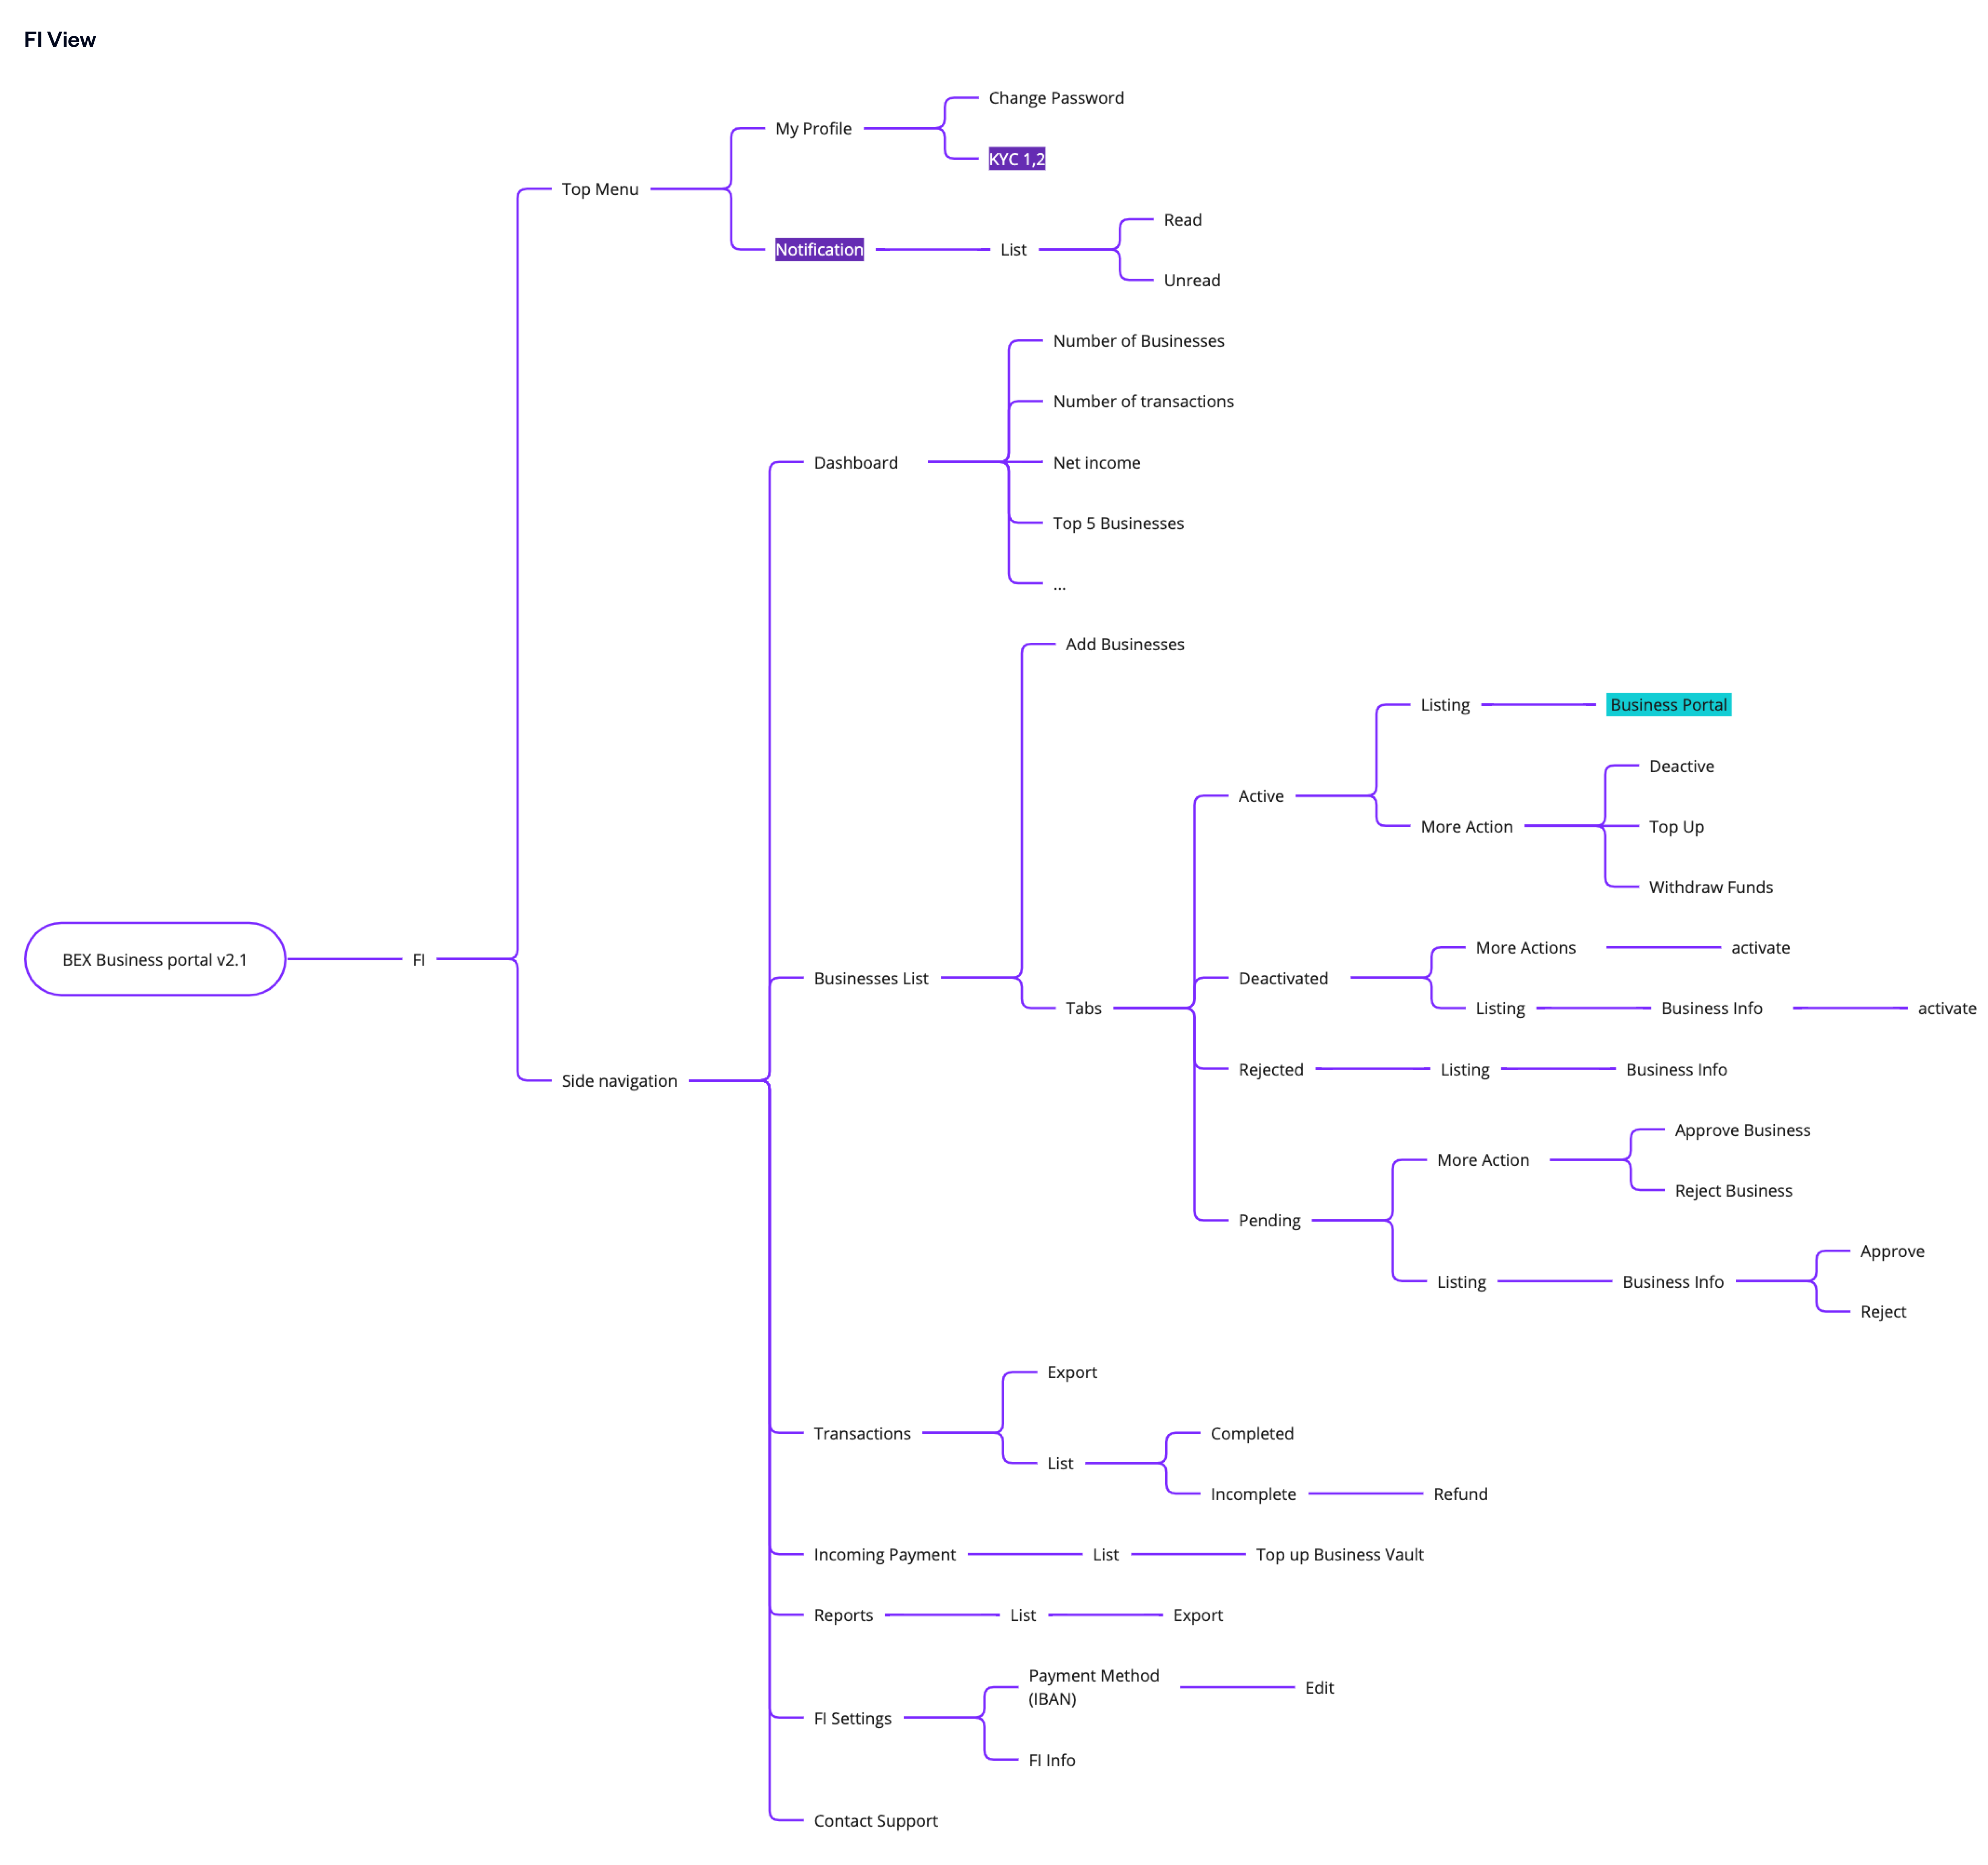 FI View
Change Password
My Profile
KYC 1,2
Top Menu
Read
Notification
List
Unread
Number of Businesses
Number of transactions
Dashboard
Net income
Top 5 Businesses
...
Add Businesses
Listing
Business Portal
Deactive
Active
More Action
Top Up
Withdraw Funds
More Actions
activate
BEX Business portal v2.1
FI
Businesses List
Deactivated
Tabs
Listing
Business Info
activate
Side navigation
Rejected
Listing
Business Info
Approve Business
More Action
Reject Business
Pending
Approve
Listing
Business Info
Reject
Export
Transactions
Completed
List
Incomplete
Refund
Incoming Payment
List
Top up Business Vault
Reports
List
Export
Payment Method
(IBAN)
Edit
FI Settings
FI Info
Contact Support